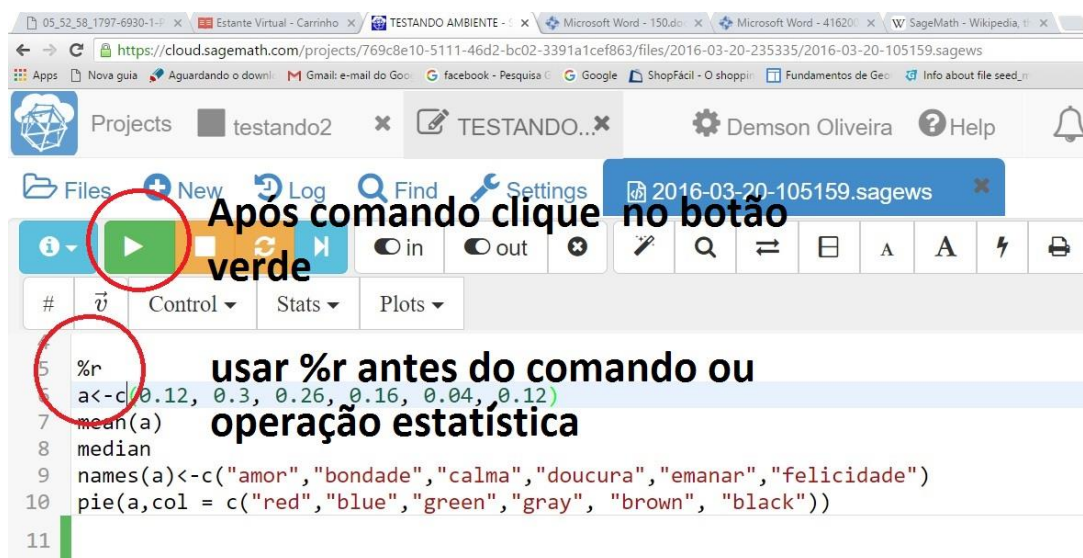 05_52_58_1797-6930-1-P
Estante Virtual - Carrinho
TESTANDO AMBIENTE - S
Microsoft Word - 150.do
Microsoft Word - 416200
SageMath - Wikipedia, th
https://cloud.sagemath.com/projects/769c8e10-5111-46d2-bc02-3391a1cef863/files/2016-03-20-235335/2016-03-20-105159.sagews
Apps Nova guia Aguardando o downl Gmail: e-mail do Goo facebook - Pesquisa G Google ShopFácil - O shoppin Fundamentos de Geo Info about file seed_m
Projects testando2 TESTANDO... Demson Oliveira Help
Files New Log Find Settings 2016-03-20-105159.sagews
Após comando clique no botão
verde
in out A A
# v Control Stats Plots
4
5 %r
usar %r antes do comando ou
6 a<-c(0.12, 0.3, 0.26, 0.16, 0.04, 0.12)
operação estatística
7 mean(a)
8 median
9 names(a)<-c("amor","bondade","calma","doucura","emanar","felicidade")
10 pie(a,col = c("red","blue","green","gray", "brown", "black"))
11